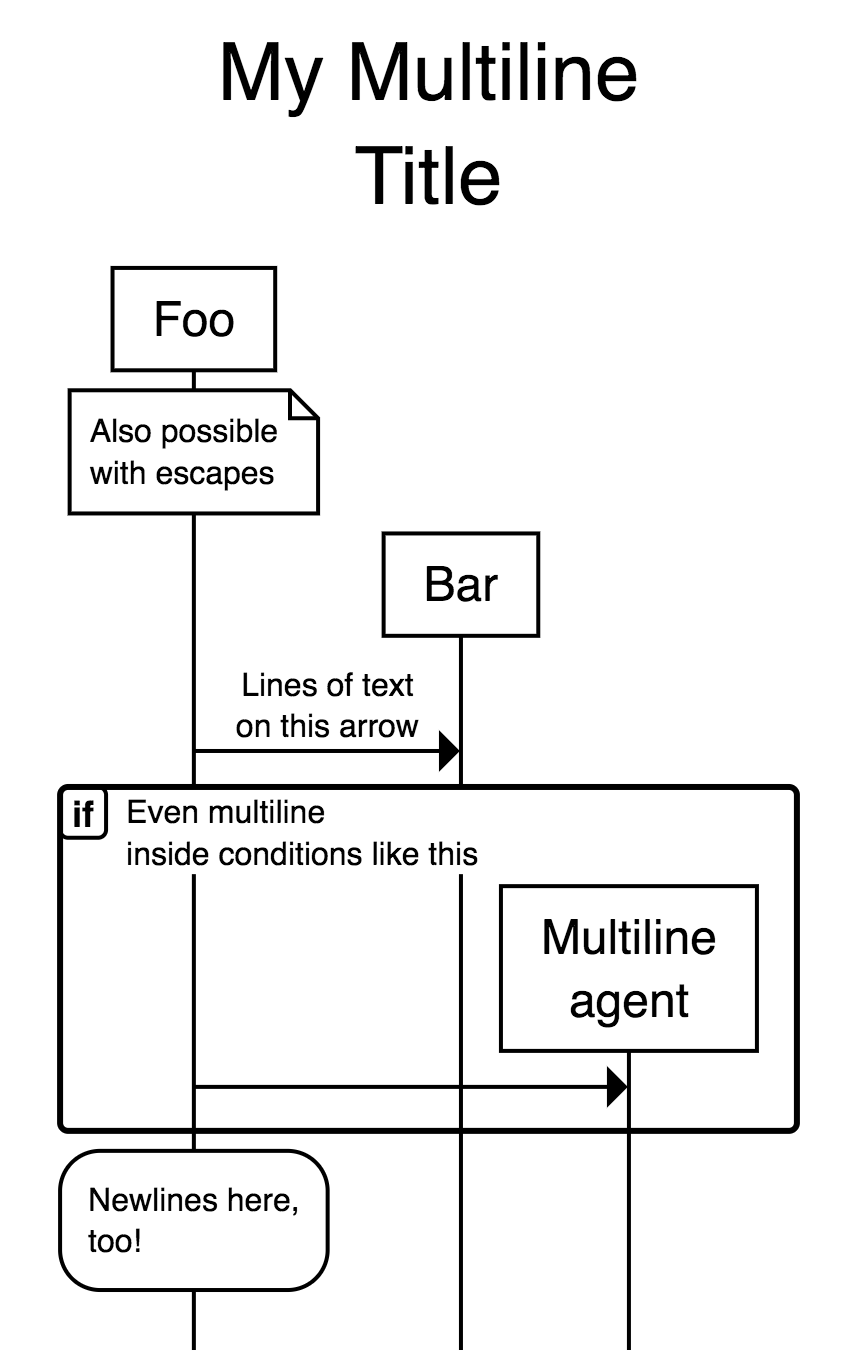 My Multiline
Title
Foo
Also possible
with escapes
Bar
Lines of text
on this arrow
if
Even multiline
inside conditions like this
Multiline
agent
Newlines here,
too!